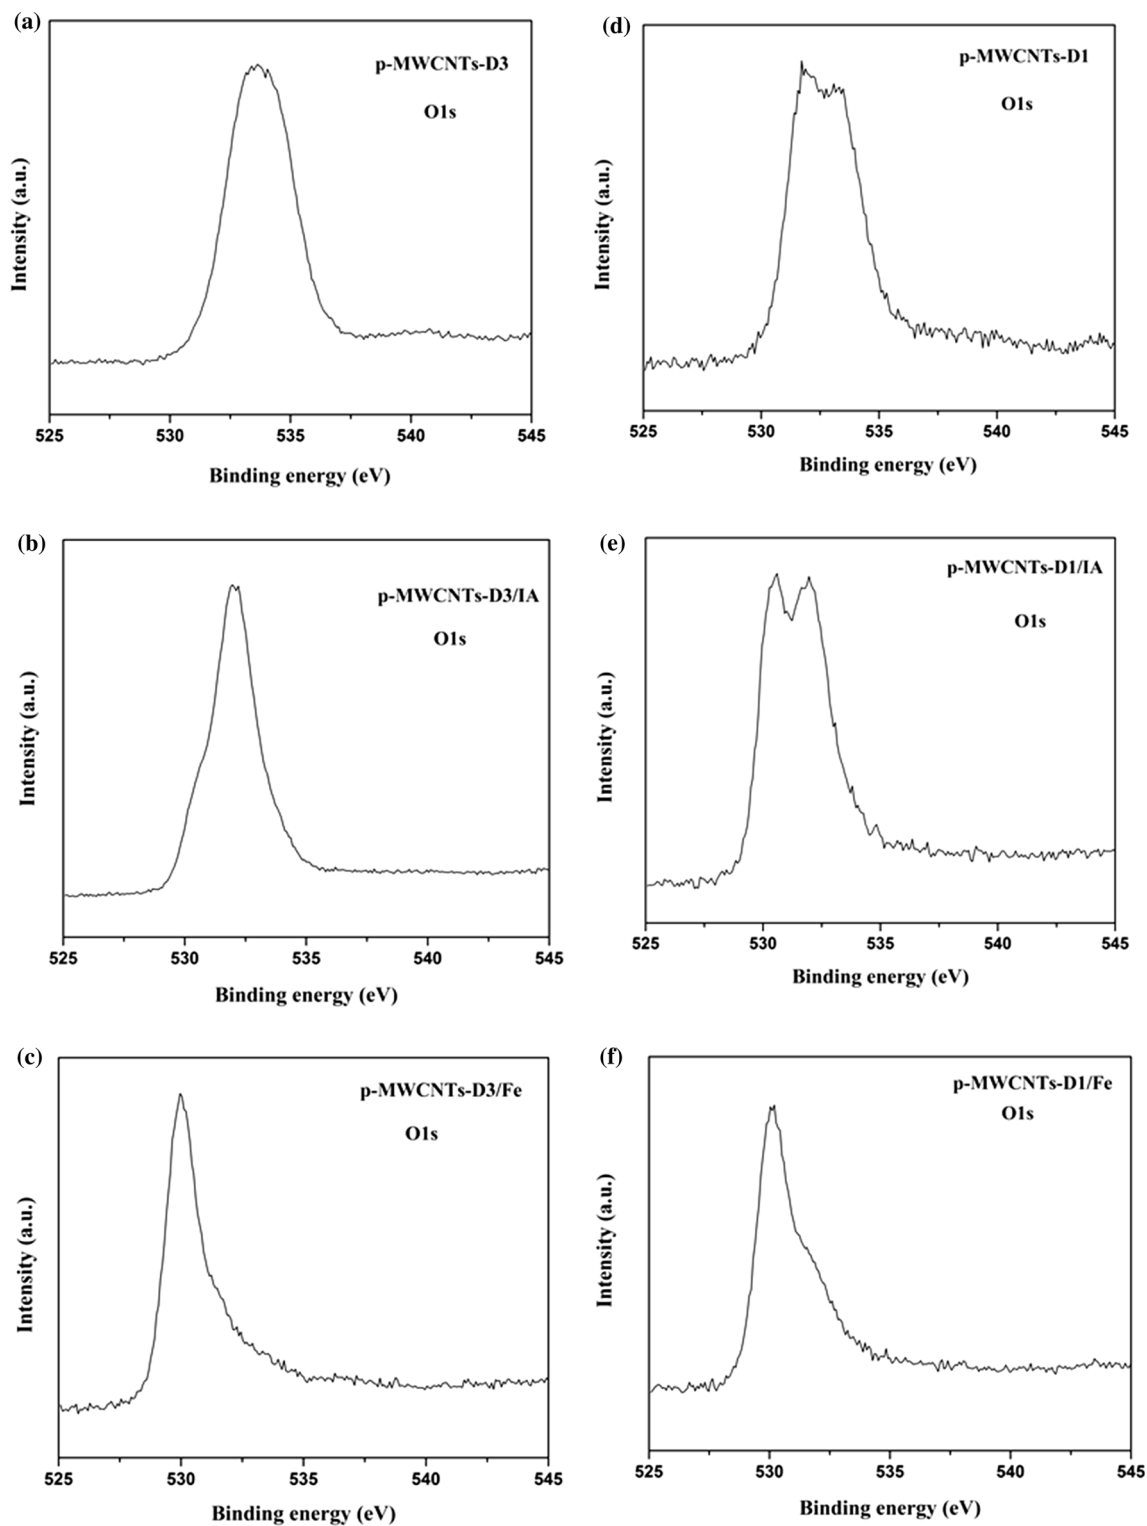 (a)
p-MWCNTs-D3
O1s
Intensity (a.u.)
525 530 535 540 545
Binding energy (eV)
(d)
p-MWCNTs-D1
O1s
Intensity (a.u.)
525 530 535 540 545
Binding energy (eV)
(b)
p-MWCNTs-D3/IA
O1s
Intensity (a.u.)
525 530 535 540 545
Binding energy (eV)
(e)
p-MWCNTs-D1/IA
O1s
Intensity (a.u.)
525 530 535 540 545
Binding energy (eV)
(c)
p-MWCNTs-D3/Fe
O1s
Intensity (a.u.)
525 530 535 540 545
Binding energy (eV)
(f)
p-MWCNTs-D1/Fe
O1s
Intensity (a.u.)
525 530 535 540 545
Binding energy (eV)